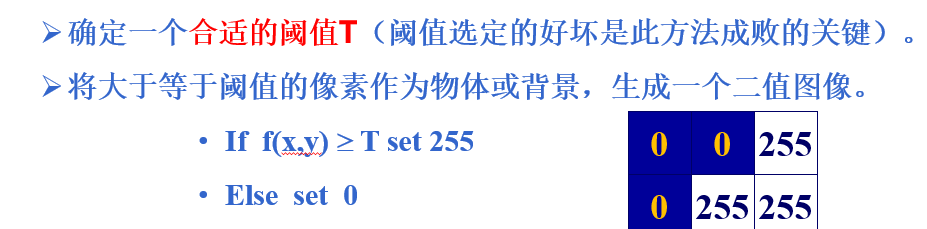 ➢确定一个合适的阈值T（阈值选定的好坏是此方法成败的关键）。
➢将大于等于阈值的像素作为物体或背景，生成一个二值图像。
• If f(x,y) ≥ T set 255
• Else set 0
0 0 255
0 255 255